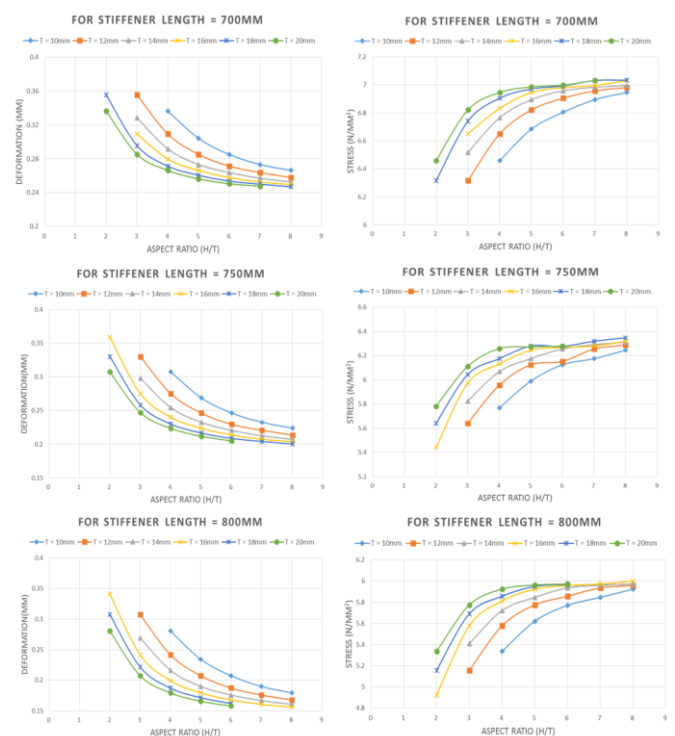 FOR STIFFENER LENGTH = 700MM
T = 10mm T = 12mm T = 14mm T = 16mm T = 18mm T = 20mm
0.4
0.36
0.32
0.28
0.24
0.2
DEFORMATION (MM)
0 1 2 3 4 5 6 7 8 9
ASPECT RATIO (H/T)
FOR STIFFENER LENGTH = 700MM
T = 10mm T = 12mm T = 14mm T = 16mm T = 18mm T = 20mm
7.2
7
6.8
6.6
6.4
6.2
6
STRESS (N/MM²)
0 1 2 3 4 5 6 7 8 9
ASPECT RATIO (H/T)
FOR STIFFENER LENGTH = 750MM
T = 10mm T = 12mm T = 14mm T = 16mm T = 18mm T = 20mm
0.4
0.35
0.3
0.25
0.2
0.15
DEFORMATION(MM)
0 1 2 3 4 5 6 7 8 9
ASPECT RATIO (H/T)
FOR STIFFENER LENGTH = 750MM
T = 10mm T = 12mm T = 14mm T = 16mm T = 18mm T = 20mm
6.6
6.4
6.2
6
5.8
5.6
5.4
5.2
STRESS (N/MM²)
0 1 2 3 4 5 6 7 8 9
ASPECT RATIO (H/T)
FOR STIFFENER LENGTH = 800MM
T = 10mm T = 12mm T = 14mm T = 16mm T = 18mm T = 20mm
0.4
0.35
0.3
0.25
0.2
0.15
DEFORMATION(MM)
0 1 2 3 4 5 6 7 8 9
ASPECT RATIO (H/T)
FOR STIFFENER LENGTH = 800MM
T = 10mm T = 12mm T = 14mm T = 16mm T = 18mm T = 20mm
6.2
6
5.8
5.6
5.4
5.2
5
4.8
STRESS (N/MM²)
0 1 2 3 4 5 6 7 8 9
ASPECT RATIO (H/T)